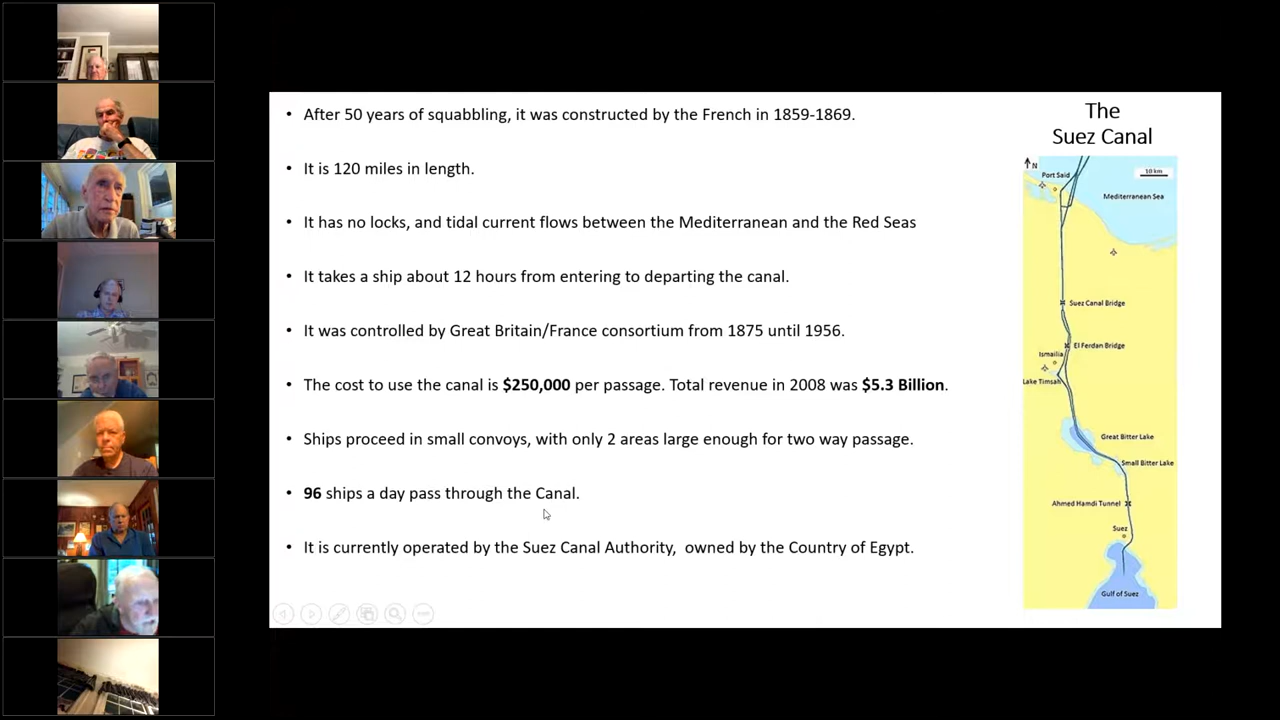 • After 50 years of squabbling, it was constructed by the French in 1859-1869.
• It is 120 miles in length.
• It has no locks, and tidal current flows between the Mediterranean and the Red Seas
• It takes a ship about 12 hours from entering to departing the canal.
• It was controlled by Great Britain/France consortium from 1875 until 1956.
• The cost to use the canal is $250,000 per passage. Total revenue in 2008 was $5.3 Billion.
• Ships proceed in small convoys, with only 2 areas large enough for two way passage.
• 96 ships a day pass through the Canal.
• It is currently operated by the Suez Canal Authority,  owned by the Country of Egypt.
The
Suez Canal
N
10 km
Port Said
Mediterranean Sea
Suez Canal Bridge
El Ferdan Bridge
Ismailia
Lake Timsah
Great Bitter Lake
Small Bitter Lake
Ahmed Hamdi Tunnel
Suez
Gulf of Suez